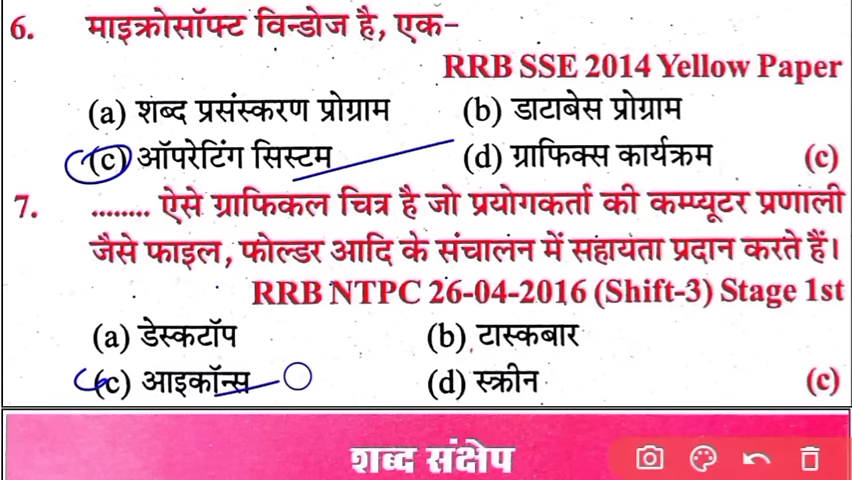 6. माइक्रोसॉफ्ट विन्डोज है, एक–
RRB SSE 2014 Yellow Paper
(a) शब्द प्रसंस्करण प्रोग्राम (b) डाटाबेस प्रोग्राम
(c) ऑपरेटिंग सिस्टम (d) ग्राफिक्स कार्यक्रम (c)
7. ........ ऐसे ग्राफिकल चित्र है जो प्रयोगकर्ता की कम्प्यूटर प्रणाली
जैसे फाइल, फोल्डर आदि के संचालन में सहायता प्रदान करते हैं।
RRB NTPC 26-04-2016 (Shift-3) Stage 1st
(a) डेस्कटॉप (b) टास्कबार
(c) आइकॉन्स (d) स्क्रीन (c)
शब्द संक्षेप